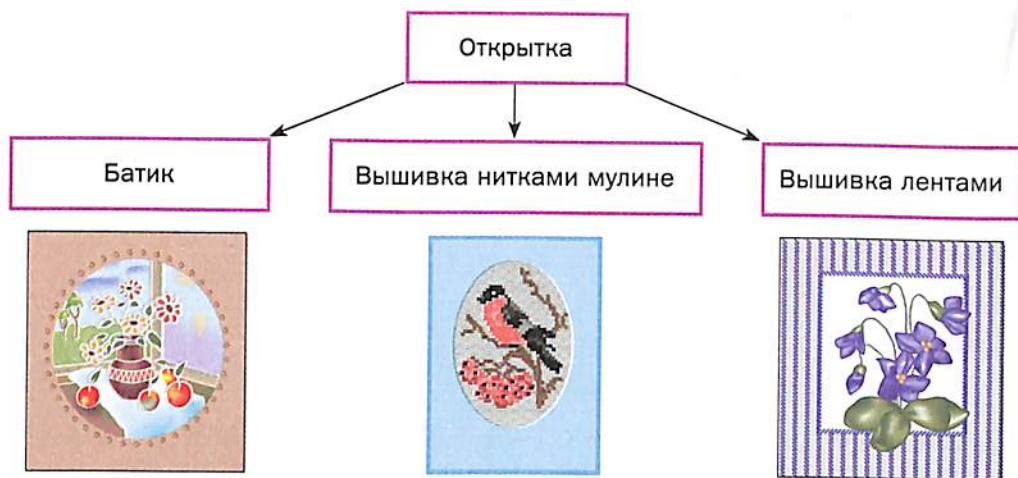 Открытка
Батик
Вышивка нитками мулине
Вышивка лентами